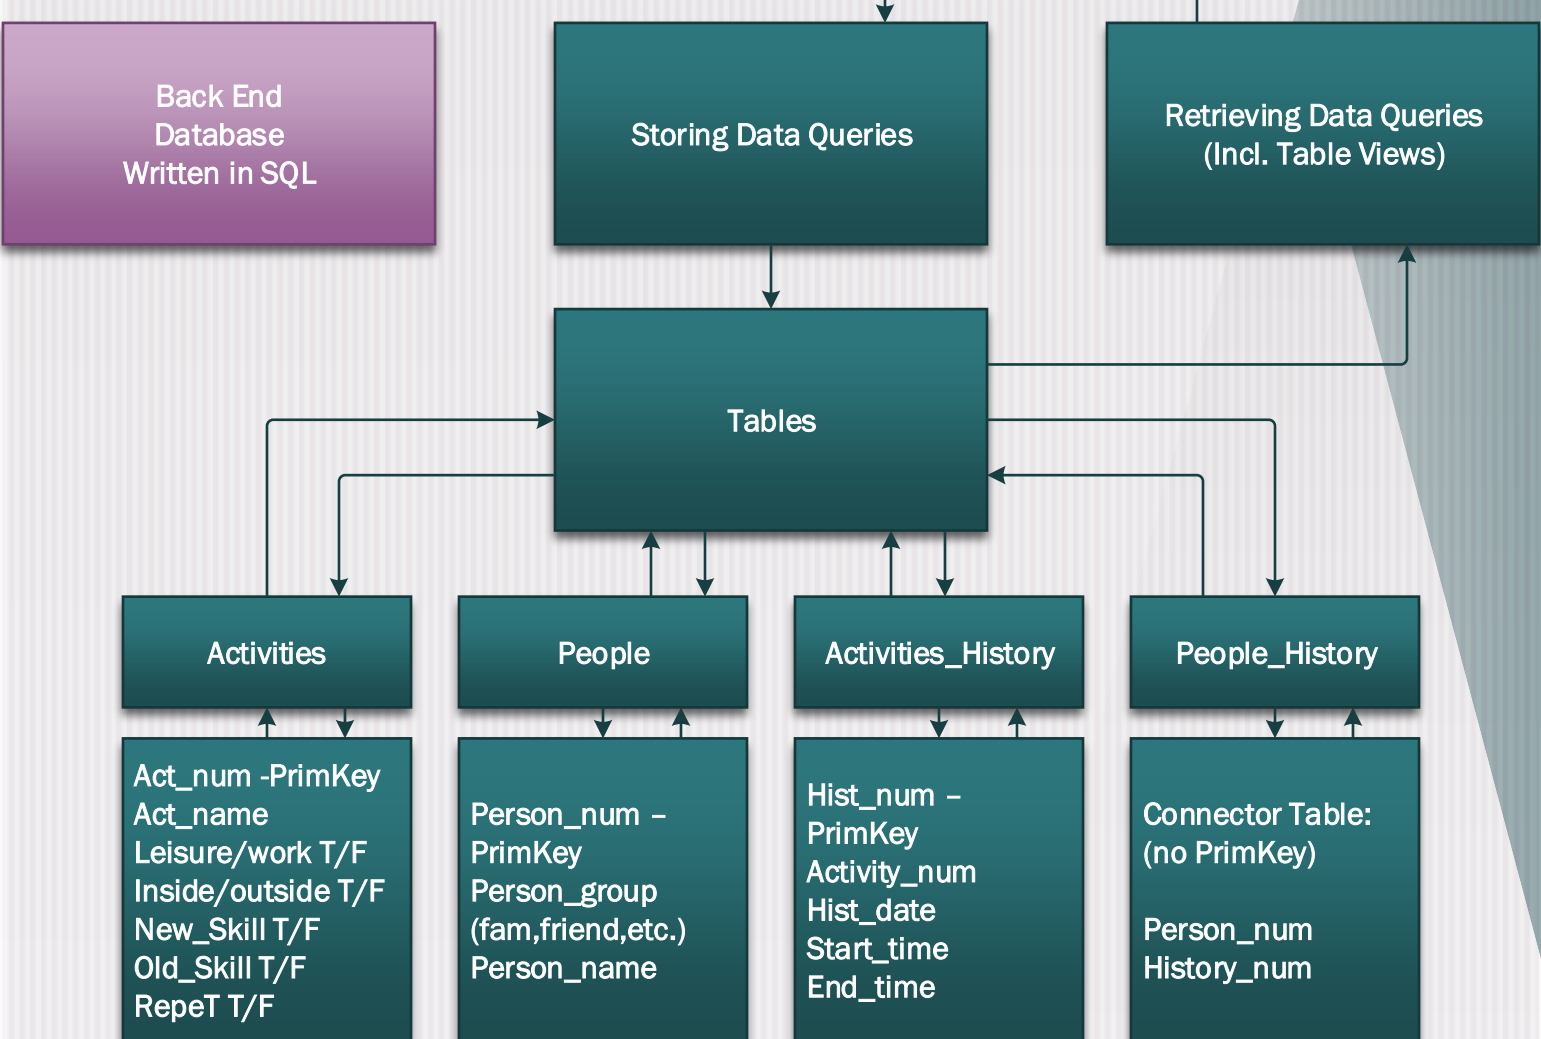 Back End
Database
Written in SQL
Storing Data Queries
Retrieving Data Queries
(Incl. Table Views)
Tables
Activities
People
Activities_History
People_History
Act_num -PrimKey
Act_name
Leisure/work T/F
Inside/outside T/F
New_Skill T/F
Old_Skill T/F
RepeT T/F
Person_num –
PrimKey
Person_group
(fam,friend,etc.)
Person_name
Hist_num –
PrimKey
Activity_num
Hist_date
Start_time
End_time
Connector Table:
(no PrimKey)
Person_num
History_num